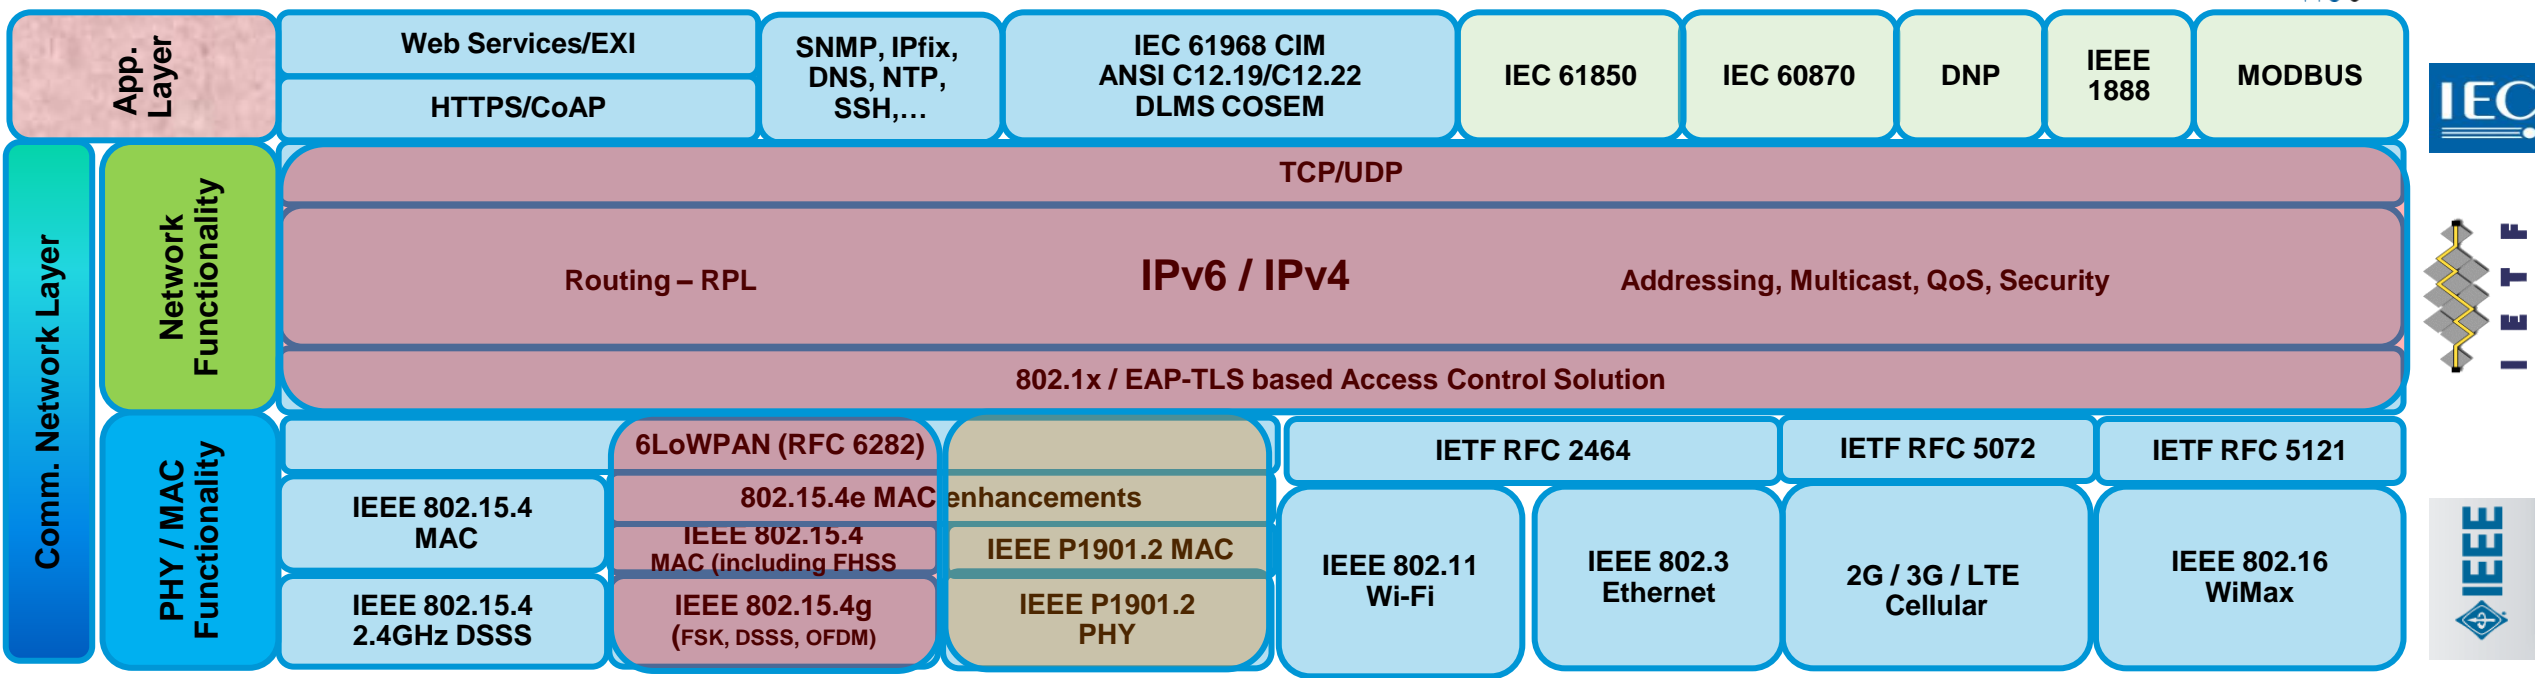 App.
Layer
Web Services/EXI
HTTPS/CoAP
SNMP, IPfix,
DNS, NTP,
SSH,...
IEC 61968 CIM
ANSI C12.19/C12.22
DLMS COSEM
IEC 61850
IEC 60870
DNP
IEEE
1888
MODBUS
IEC
Comm. Network Layer
Network
Functionality
TCP/UDP
Routing – RPL
IPv6 / IPv4
Addressing, Multicast, QoS, Security
802.1x / EAP-TLS based Access Control Solution
IETF
PHY / MAC
Functionality
6LoWPAN (RFC 6282)
IETF RFC 2464
IETF RFC 5072
IETF RFC 5121
802.15.4e MAC enhancements
IEEE 802.15.4
MAC
IEEE 802.15.4
MAC (including FHSS
IEEE P1901.2 MAC
IEEE 802.15.4
2.4GHz DSSS
IEEE 802.15.4g
(FSK, DSSS, OFDM)
IEEE P1901.2
PHY
IEEE 802.11
Wi-Fi
IEEE 802.3
Ethernet
2G / 3G / LTE
Cellular
IEEE 802.16
WiMax
IEEE